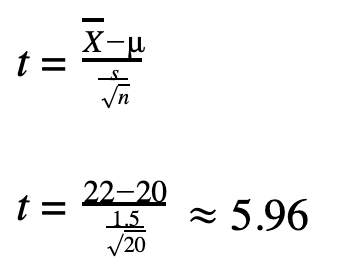 t = (X̅−μ)/(s/√n)
t = (22−20)/(1.5/√20) ≈ 5.96